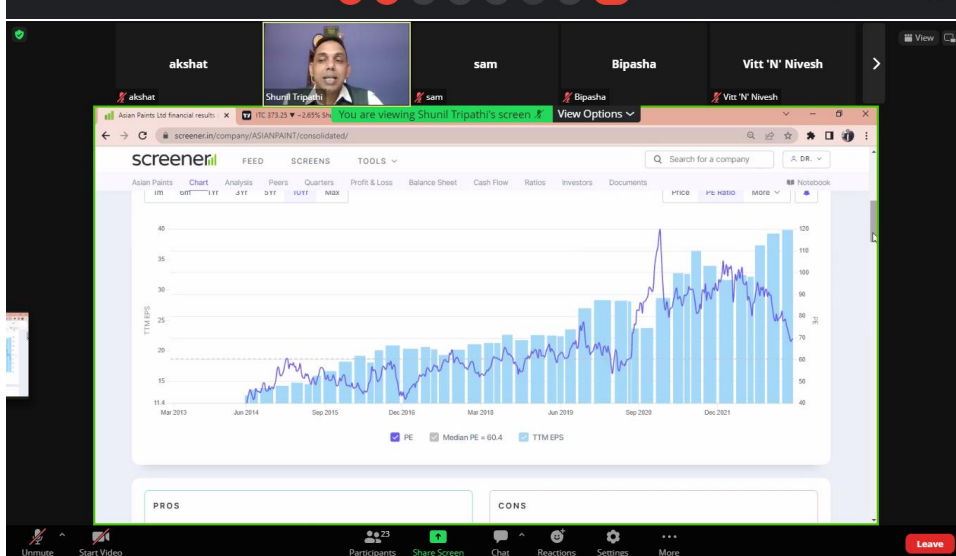 View
akshat
sam
Bipasha
Vitt 'N' Nivesh
akshat
Shunil Tripathi
sam
Bipasha
Vitt 'N' Nivesh
Asian Paints Ltd financial results
ITC 373.25 ▼ −2.65%
You are viewing Shunil Tripathi's screen
View Options
screener.in/company/ASIANPAINT/consolidated/
screener
FEED
SCREENS
TOOLS
Search for a company
DR.
Asian Paints
Chart
Analysis
Peers
Quarters
Profit & Loss
Balance Sheet
Cash Flow
Ratios
Investors
Documents
Notebook
1m
6m
1Yr
3Yr
5Yr
10Yr
Max
Price
PE Ratio
More
40
35
30
25
20
15
11.4
TTM EPS
120
110
100
90
80
70
60
50
40
PE
Mar 2013
Jun 2014
Sep 2015
Dec 2016
Mar 2018
Jun 2019
Sep 2020
Dec 2021
PE
Median PE = 60.4
TTM EPS
PROS
CONS
Unmute
Start Video
23
Participants
Share Screen
Chat
Reactions
Settings
More
Leave